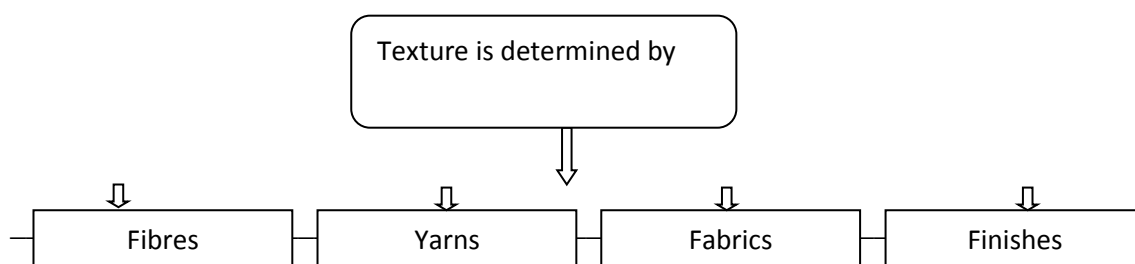 Texture is determined by
Fibres Yarns Fabrics Finishes